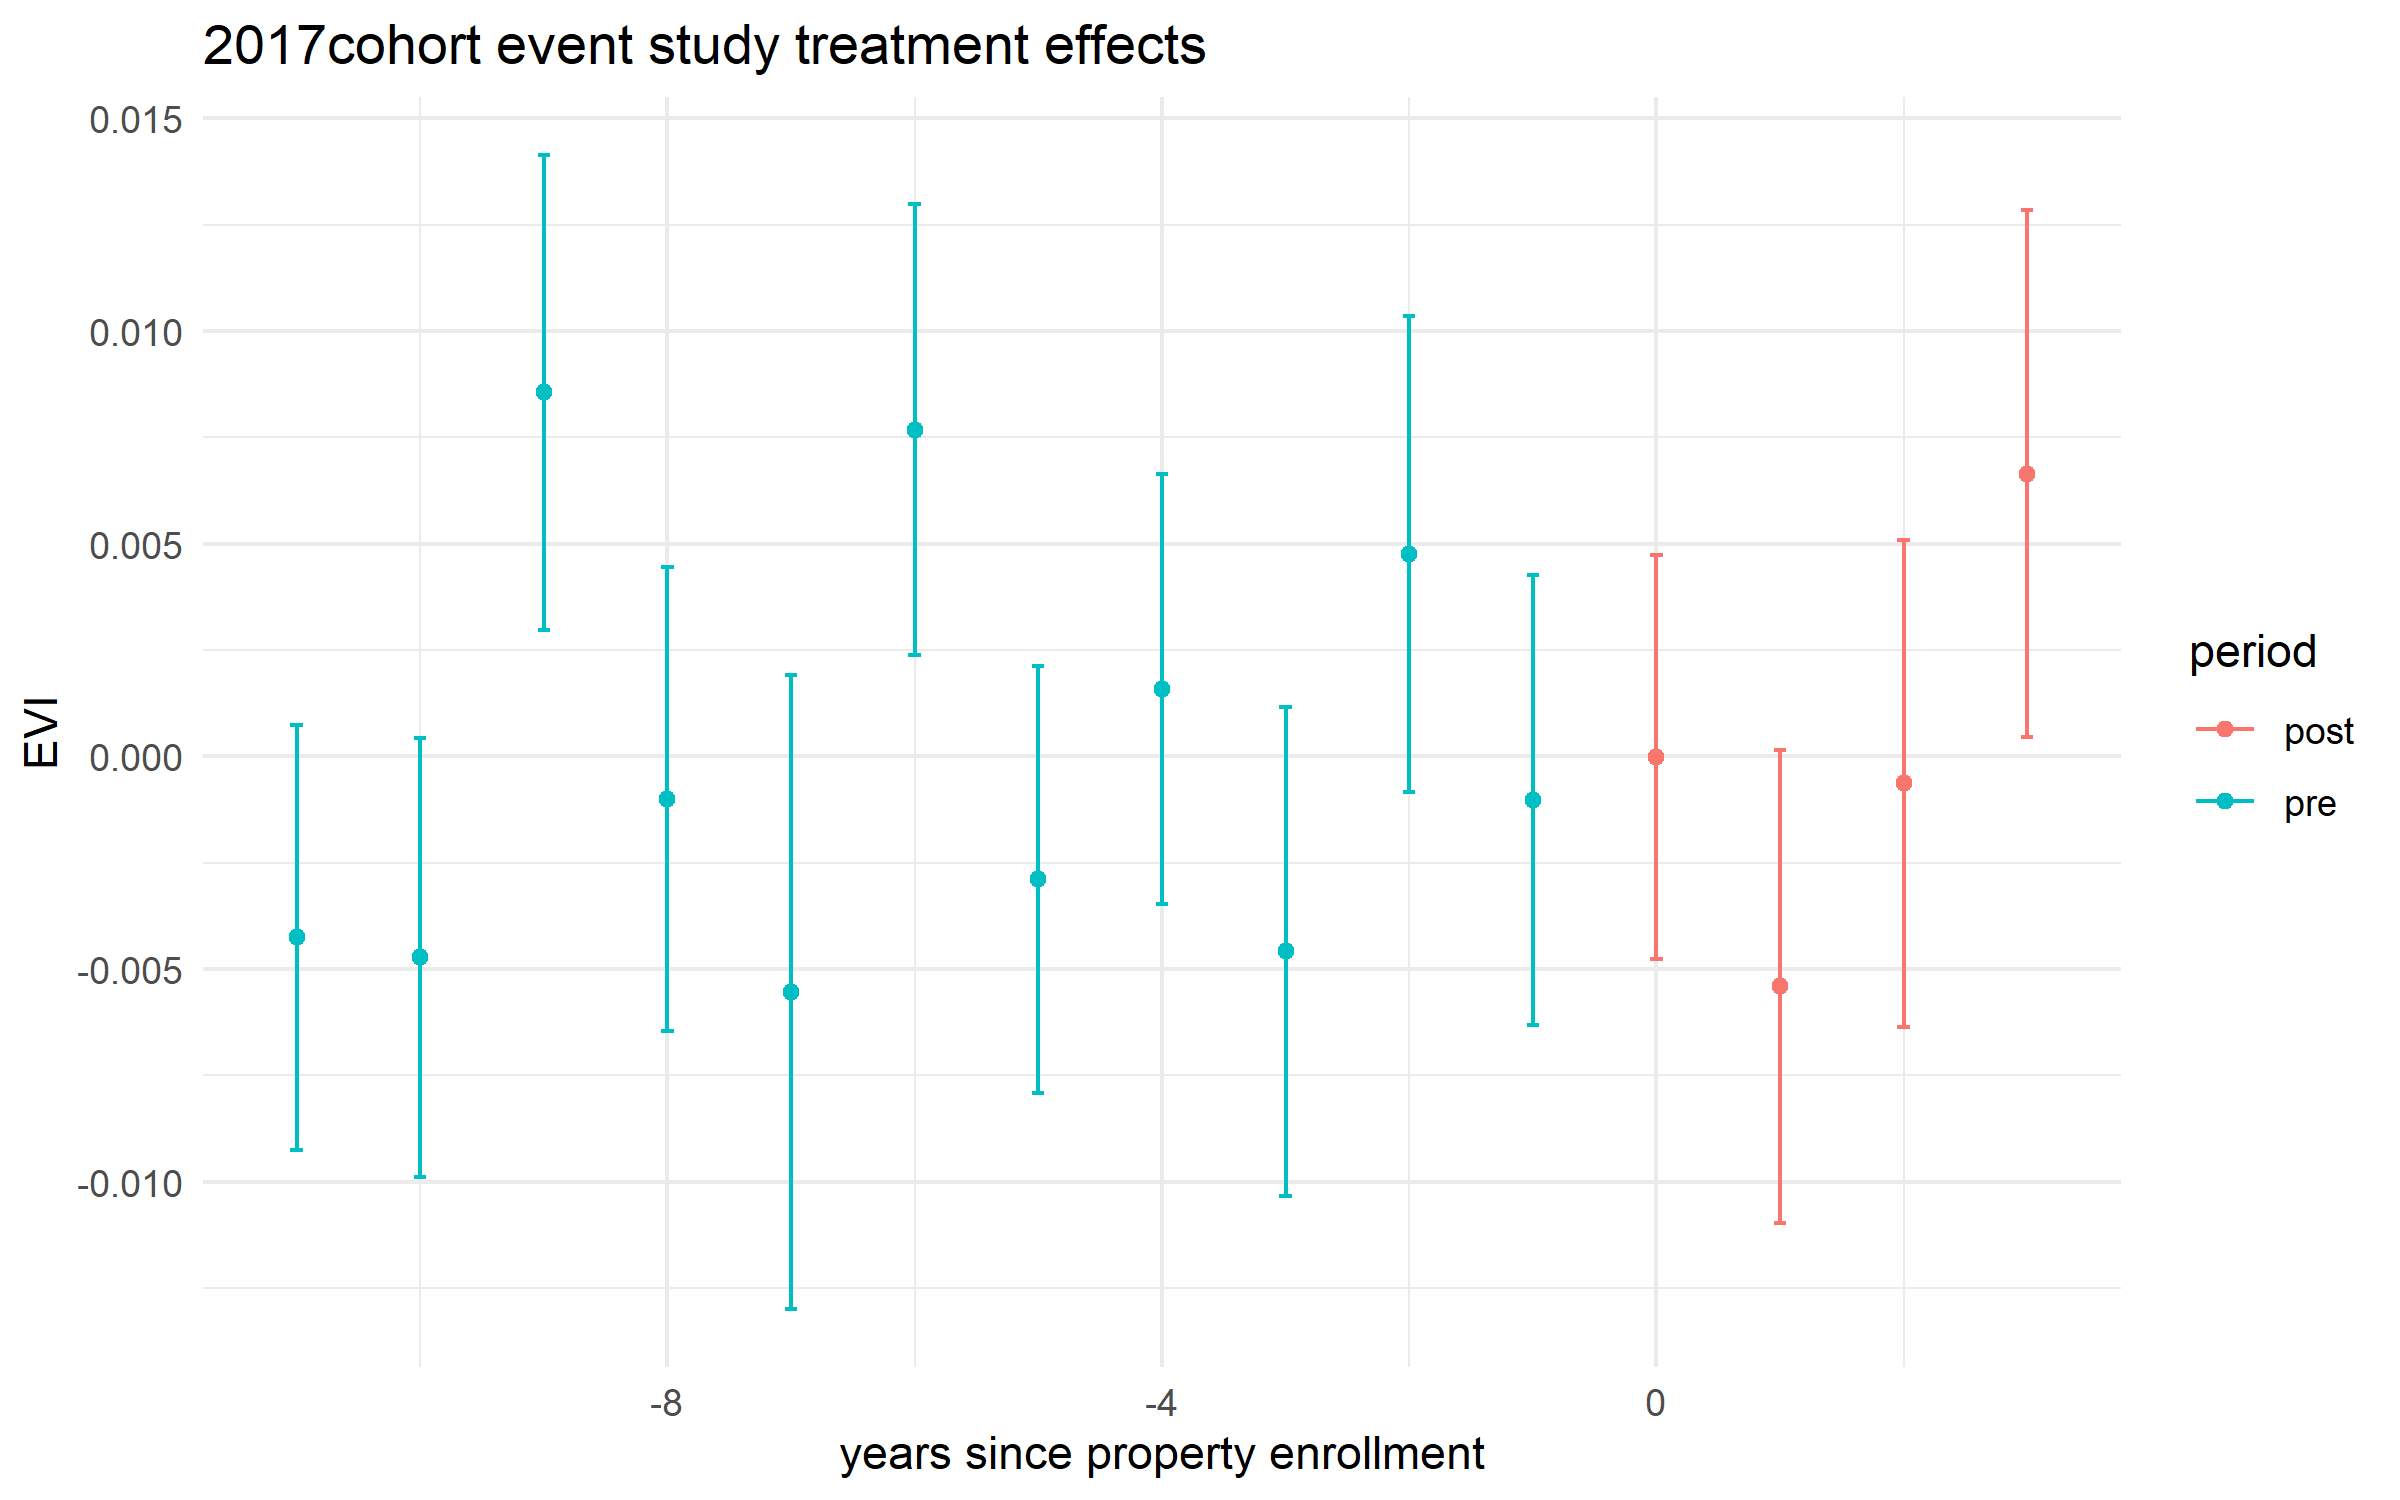 2017cohort event study treatment effects
0.015
0.010
0.005
0.000
-0.005
-0.010
EVI
-8
-4
0
years since property enrollment
period
post
pre